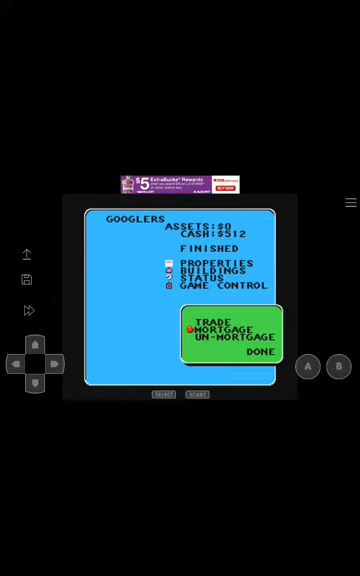 $5 ExtraBucks Rewards
BUY NOW
GOOGLERS
ASSETS:$0
CASH:$512
FINISHED
PROPERTIES
BUILDINGS
STATUS
GAME CONTROL
TRADE
MORTGAGE
UN-MORTGAGE
DONE
A
B
SELECT
START